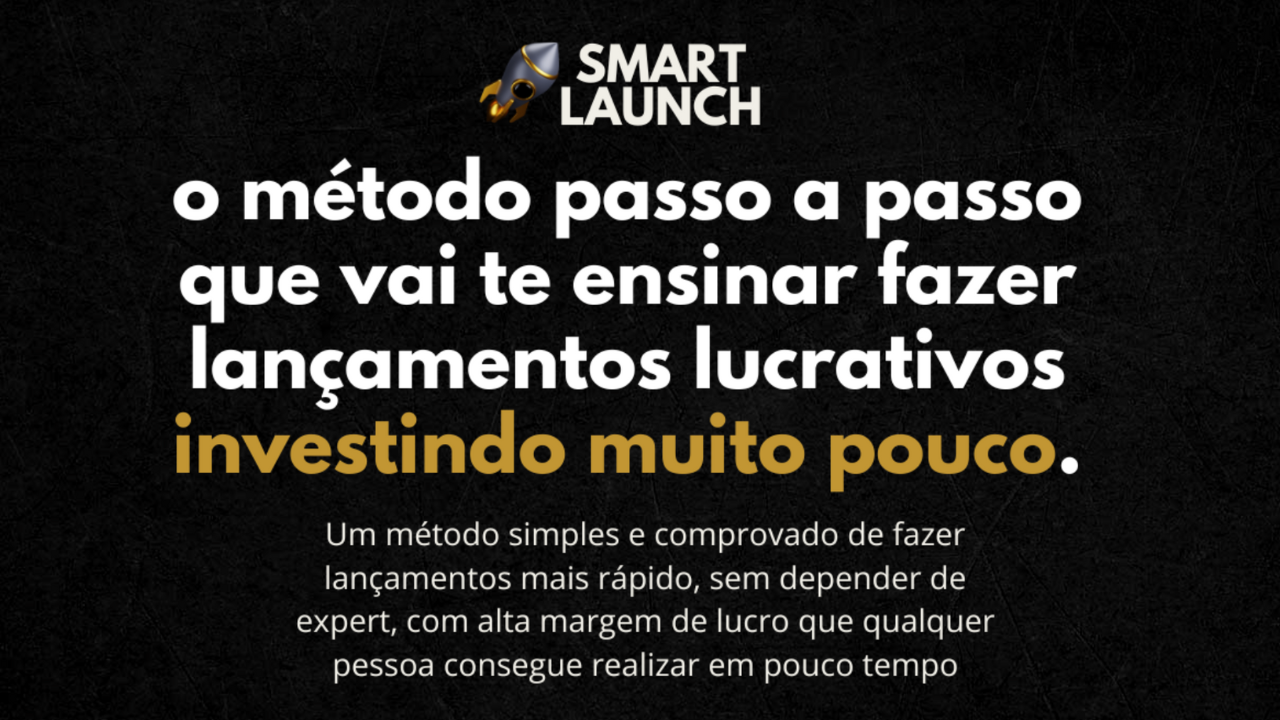 SMART
LAUNCH
o método passo a passo
que vai te ensinar fazer
lançamentos lucrativos
investindo muito pouco.
Um método simples e comprovado de fazer
lançamentos mais rápido, sem depender de
expert, com alta margem de lucro que qualquer
pessoa consegue realizar em pouco tempo